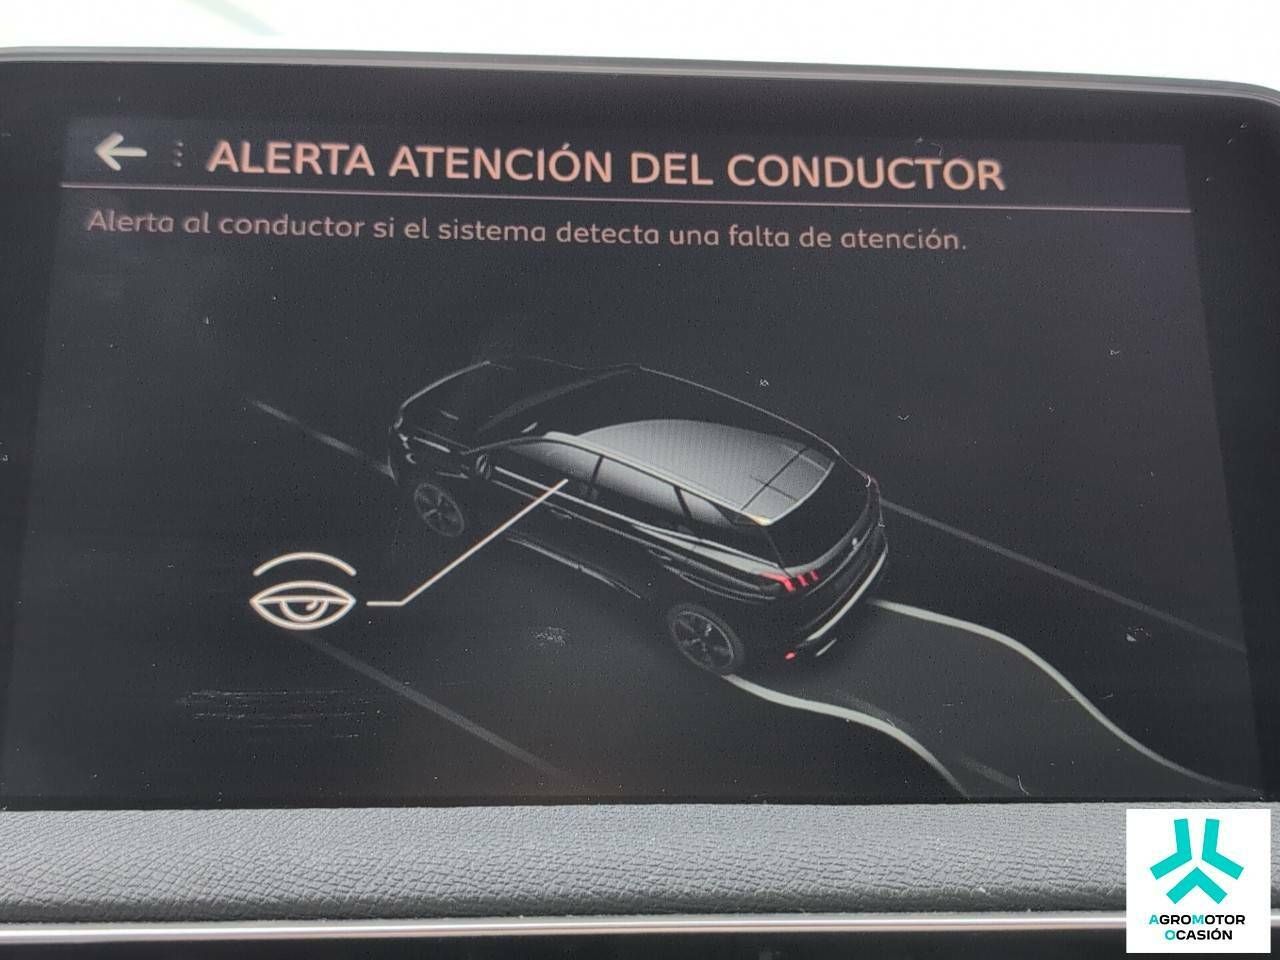 ALERTA ATENCIÓN DEL CONDUCTOR
Alerta al conductor si el sistema detecta una falta de atención.
AGROMOTOR
OCASIÓN